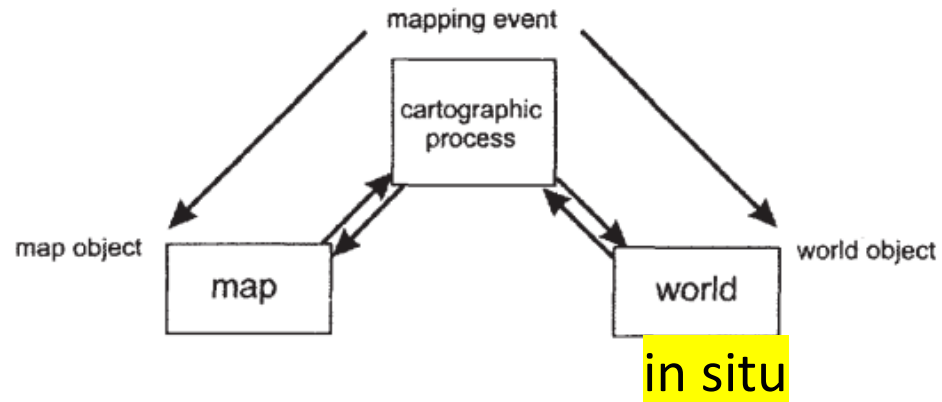 mapping event
cartographic
process
map object
map
world
world object
in situ